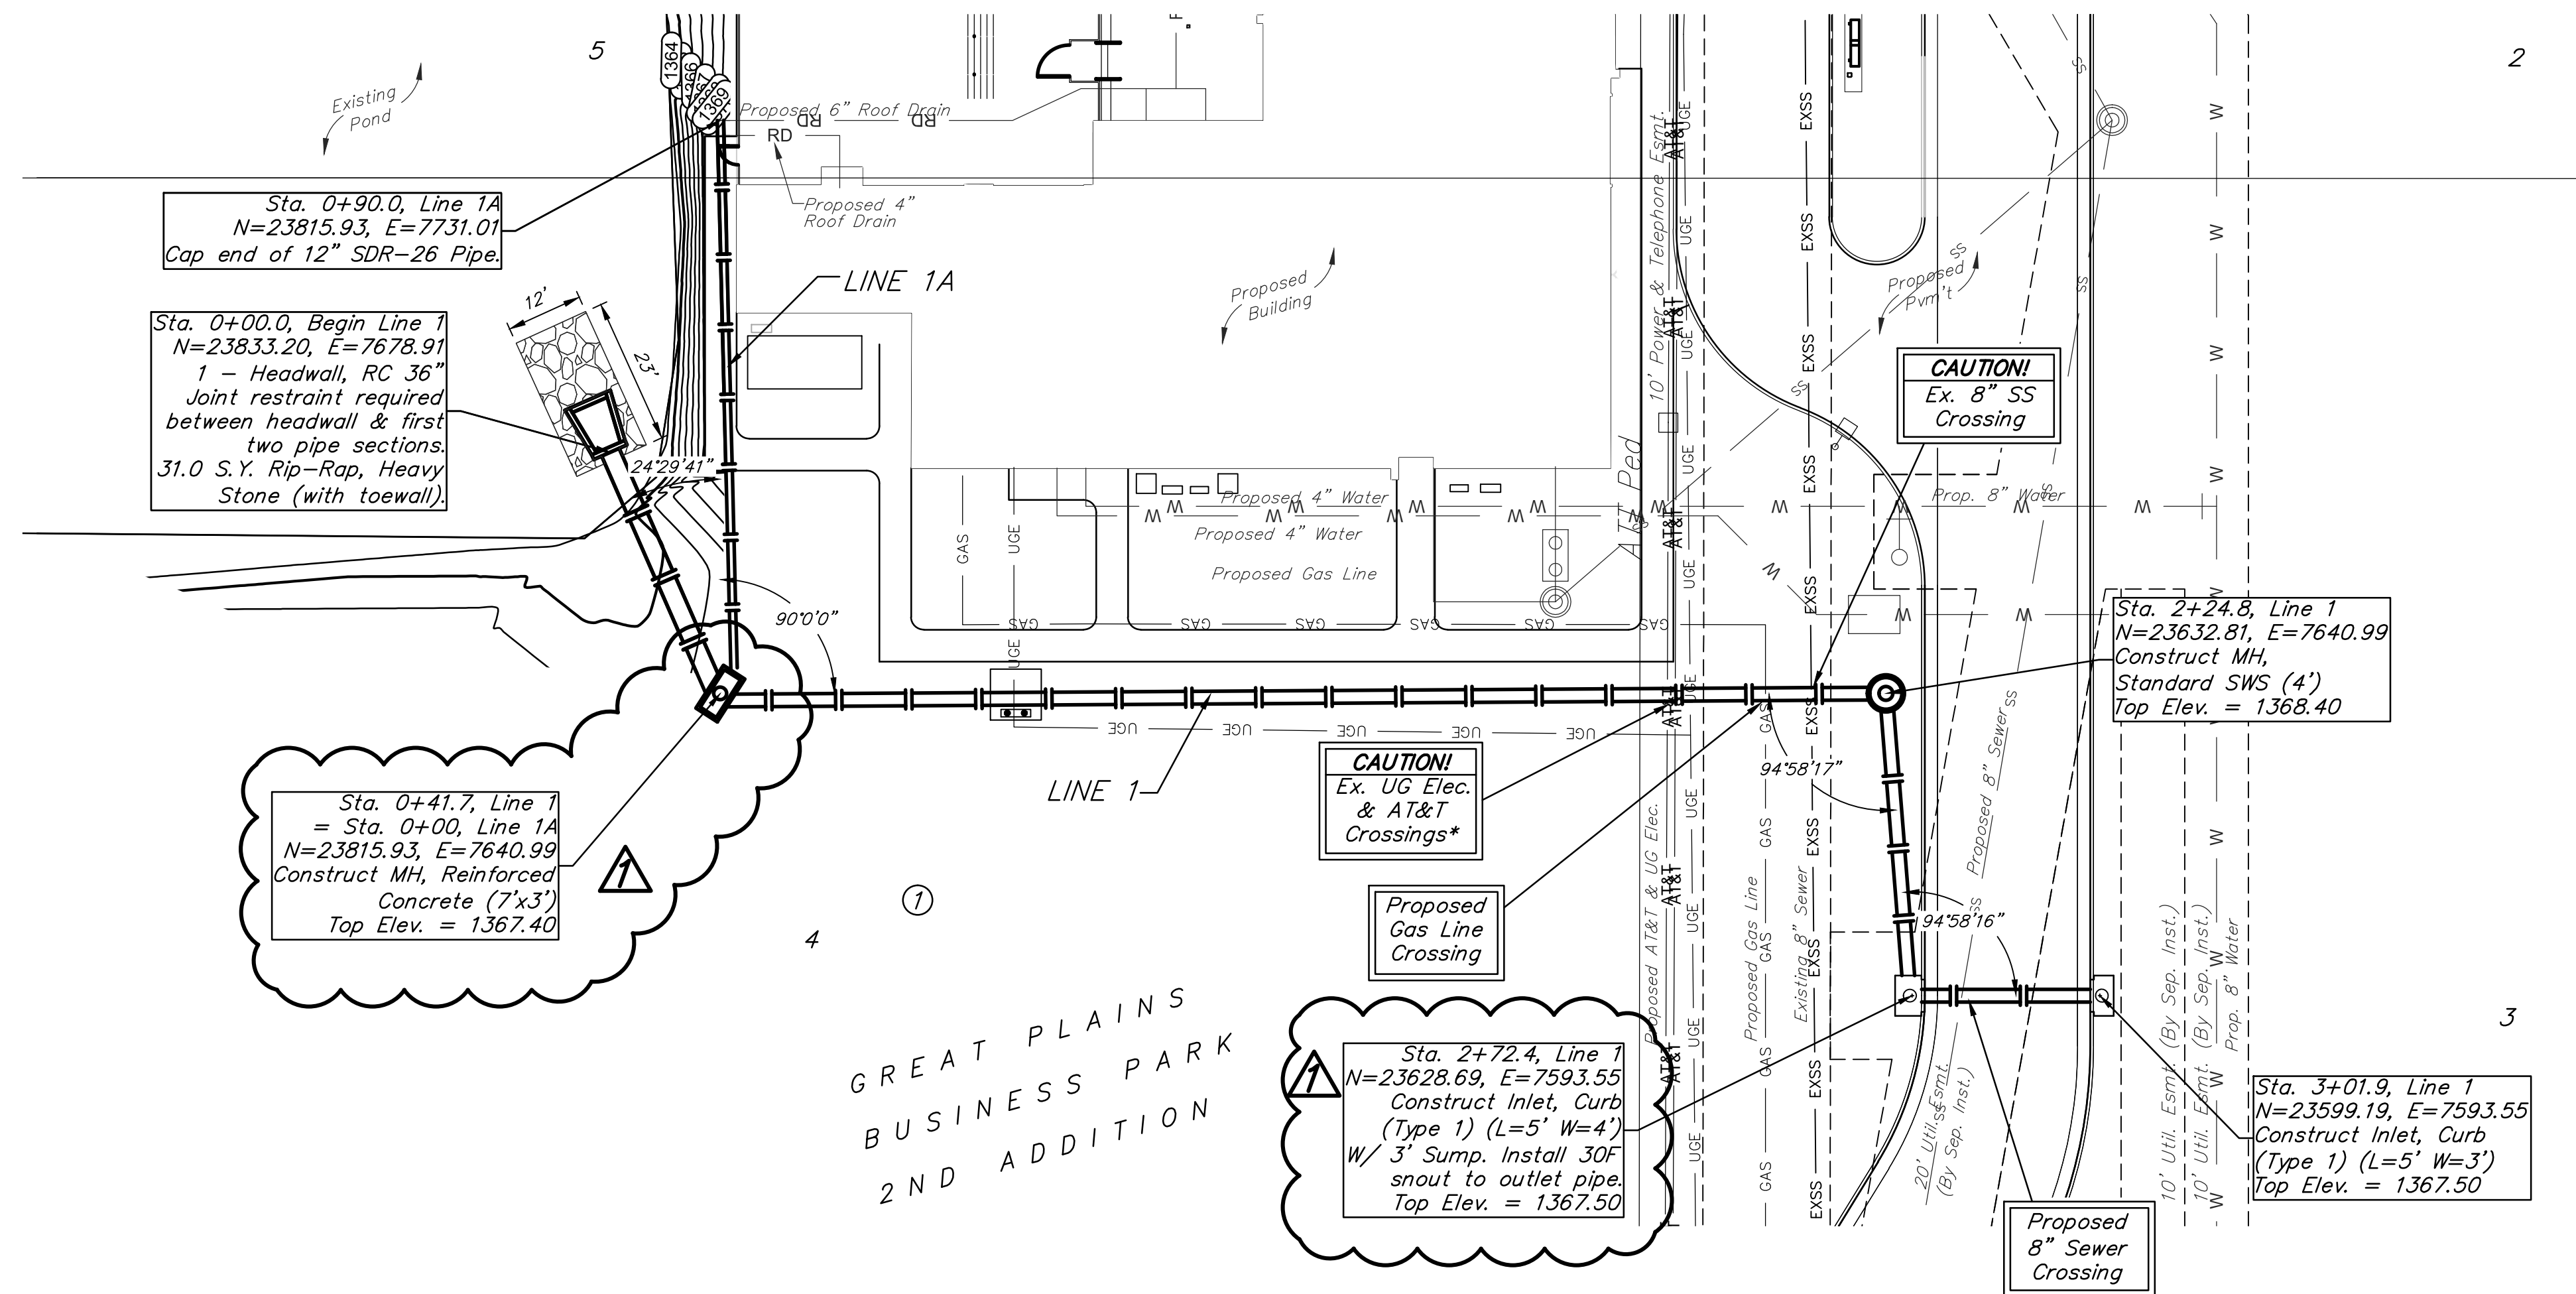 5
2
Existing
Pond
1364
1369
Proposed 6" Roof Drain
RD
RD
RD
Proposed 4"
Roof Drain
Sta. 0+90.0, Line 1A
N=23815.93, E=7731.01
Cap end of 12" SDR-26 Pipe.
LINE 1A
Proposed
Building
10' Power & Telephone Esmt.
Proposed
Pvm't
12'
23'
Sta. 0+00.0, Begin Line 1
N=23833.20, E=7678.91
1 - Headwall, RC 36"
Joint restraint required
between headwall & first
two pipe sections.
31.0 S.Y. Rip-Rap, Heavy
Stone (with toewall).
24°29'41"
CAUTION!
Ex. 8" SS
Crossing
Proposed 4" Water
Proposed 4" Water
Proposed Gas Line
Prop. 8" Water
90°0'0"
GAS
UGE
UGE
GAS GAS GAS GAS GAS GAS
UGE UGE UGE UGE UGE
AT&T
EXSS
SS
W
Sta. 2+24.8, Line 1
N=23632.81, E=7640.99
Construct MH,
Standard SWS (4')
Top Elev. = 1368.40
LINE 1
CAUTION!
Ex. UG Elec.
& AT&T
Crossings*
94°58'17"
Sta. 0+41.7, Line 1
= Sta. 0+00, Line 1A
N=23815.93, E=7640.99
Construct MH, Reinforced
Concrete (7'x3')
Top Elev. = 1367.40
1
1
4
Proposed
Gas Line
Crossing
Proposed AT&T & UG Elec.
Proposed Gas Line
Existing 8" Sewer
Proposed 8" Sewer
94°58'16"
10' Util. Esmt. (By Sep. Inst.)
10' Util. Esmt. (By Sep. Inst.)
Prop. 8" Water
3
GREAT PLAINS
BUSINESS PARK
2ND ADDITION
1
Sta. 2+72.4, Line 1
N=23628.69, E=7593.55
Construct Inlet, Curb
(Type 1) (L=5' W=4')
W/ 3' Sump. Install 30F
snout to outlet pipe.
Top Elev. = 1367.50
20' Util. Esmt.
(By Sep. Inst.)
Sta. 3+01.9, Line 1
N=23599.19, E=7593.55
Construct Inlet, Curb
(Type 1) (L=5' W=3')
Top Elev. = 1367.50
Proposed
8" Sewer
Crossing